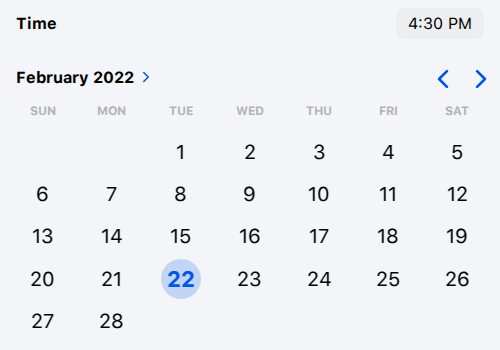 Time 4:30 PM
February 2022
SUN MON TUE WED THU FRI SAT
1 2 3 4 5
6 7 8 9 10 11 12
13 14 15 16 17 18 19
20 21 22 23 24 25 26
27 28